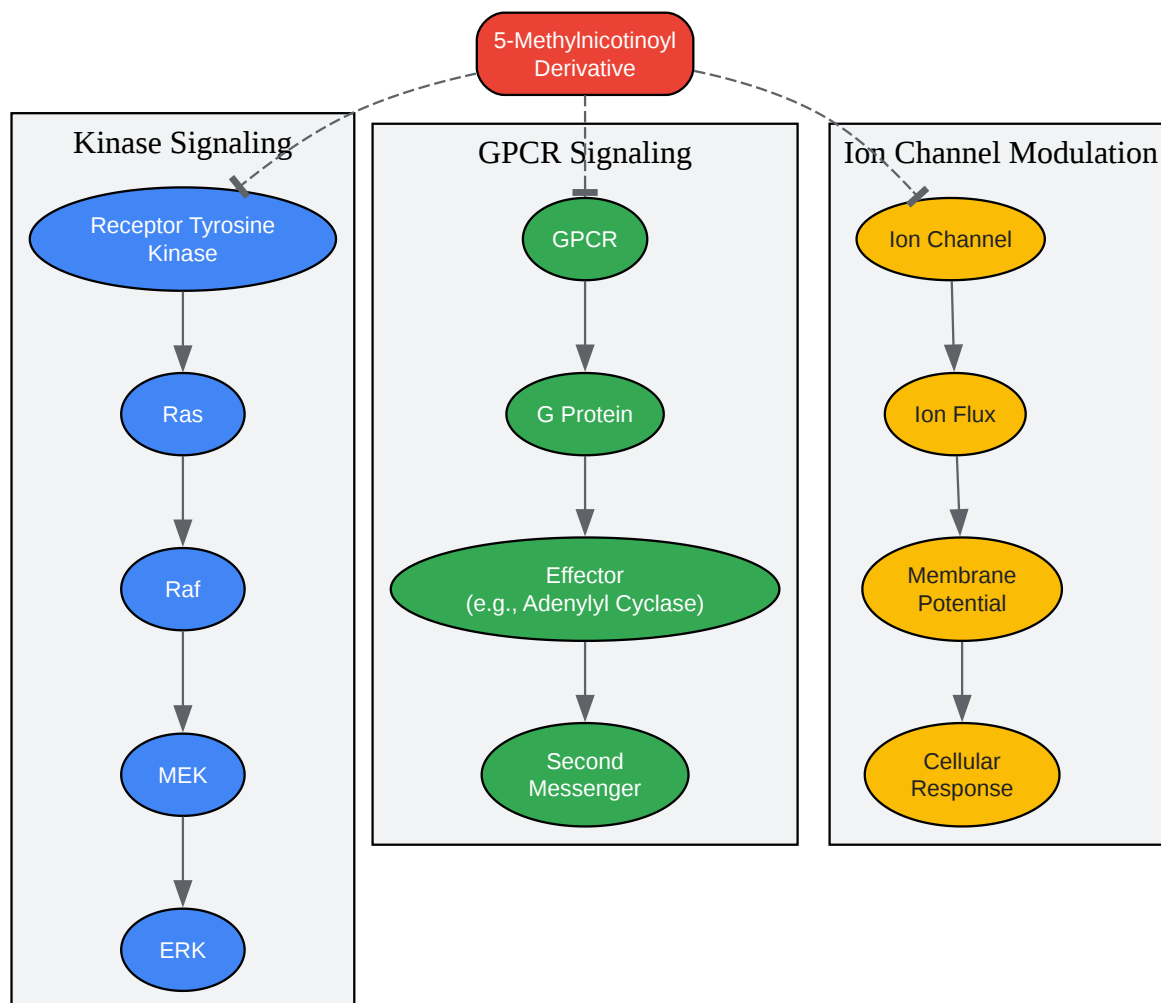 5-Methylnicotinoyl
Derivative
Kinase Signaling
Receptor Tyrosine
Kinase
Ras
Raf
MEK
ERK
GPCR Signaling
GPCR
G Protein
Effector
(e.g., Adenylyl Cyclase)
Second
Messenger
Ion Channel Modulation
Ion Channel
Ion Flux
Membrane
Potential
Cellular
Response